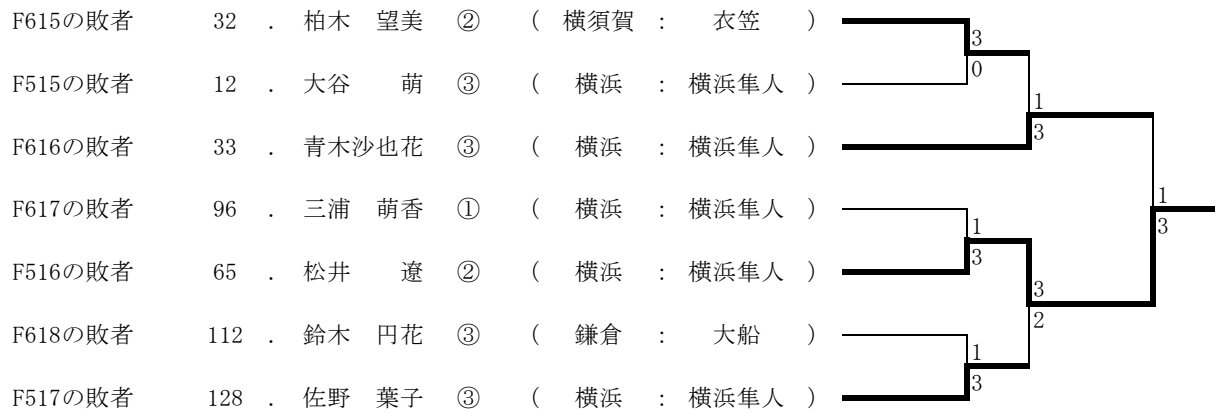 F615の敗者 32 . 柏木 望美 ② ( 横須賀 : 衣笠 )
3
0
F515の敗者 12 . 大谷 萌 ③ ( 横浜 : 横浜隼人 )
1
3
F616の敗者 33 . 青木沙也花 ③ ( 横浜 : 横浜隼人 )
F617の敗者 96 . 三浦 萌香 ① ( 横浜 : 横浜隼人 )
1
3
1
3
F516の敗者 65 . 松井 遼 ② ( 横浜 : 横浜隼人 )
3
2
F618の敗者 112 . 鈴木 円花 ③ ( 鎌倉 : 大船 )
1
3
F517の敗者 128 . 佐野 葉子 ③ ( 横浜 : 横浜隼人 )